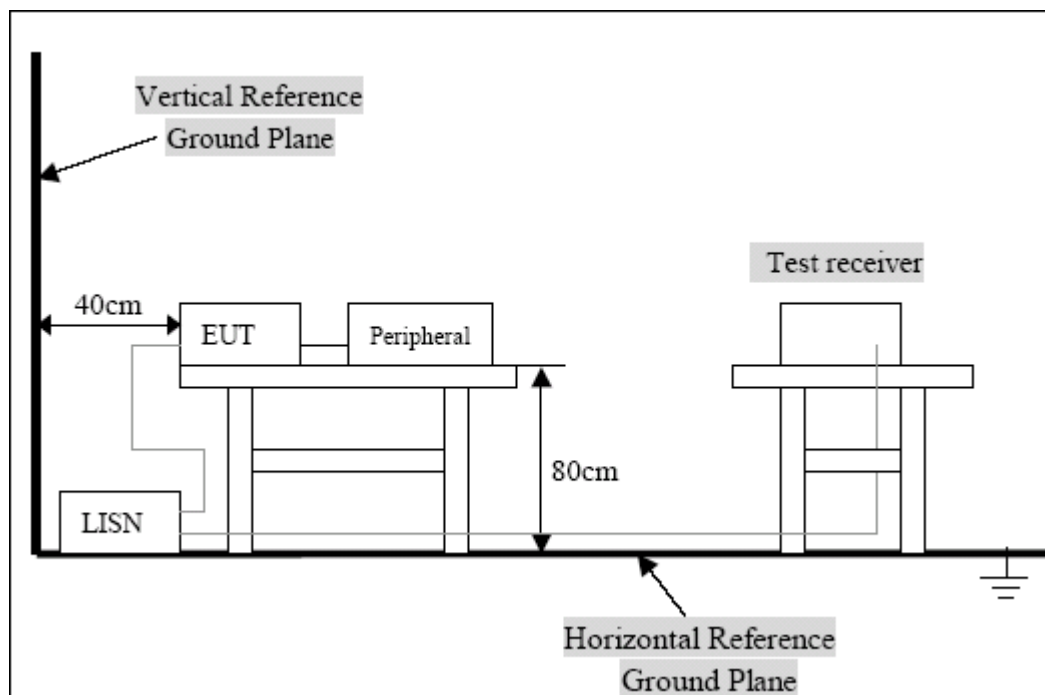 Vertical Reference
Ground Plane
Test receiver
40cm
EUT
Peripheral
80cm
LISN
Horizontal Reference
Ground Plane